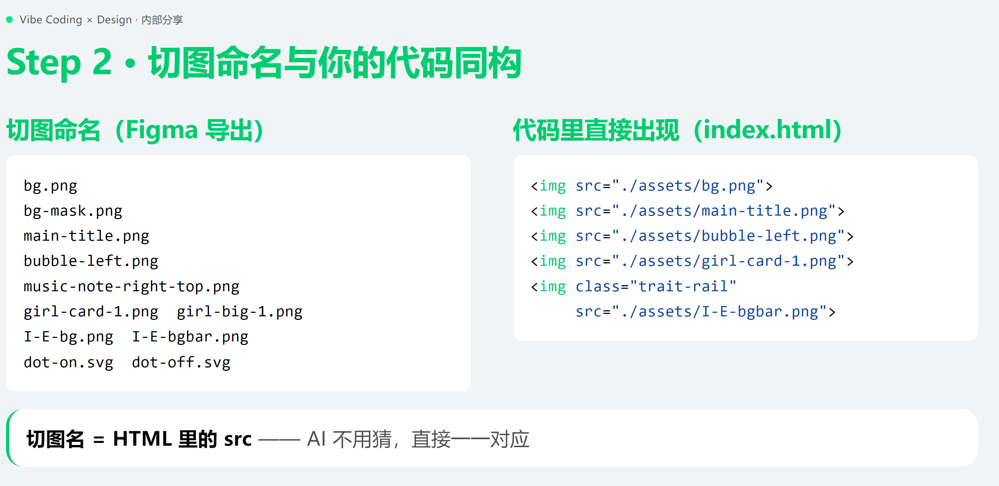 Vibe Coding × Design · 内部分享
Step 2 · 切图命名与你的代码同构
切图命名（Figma 导出）
bg.png
bg-mask.png
main-title.png
bubble-left.png
music-note-right-top.png
girl-card-1.png  girl-big-1.png
I-E-bg.png  I-E-bgbar.png
dot-on.svg  dot-off.svg
代码里直接出现（index.html）
<img src="./assets/bg.png">
<img src="./assets/main-title.png">
<img src="./assets/bubble-left.png">
<img src="./assets/girl-card-1.png">
<img class="trait-rail"
     src="./assets/I-E-bgbar.png">
切图名 = HTML 里的 src —— AI 不用猜，直接一一对应